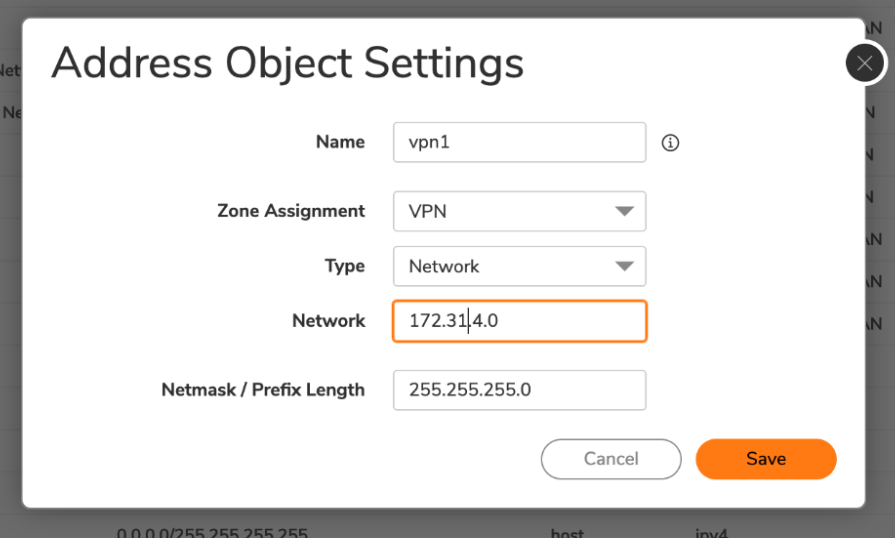 Address Object Settings
Name vpn1
Zone Assignment VPN
Type Network
Network 172.31.4.0
Netmask / Prefix Length 255.255.255.0
Cancel Save
0.0.0.0/255.255.255.255 host ipv4